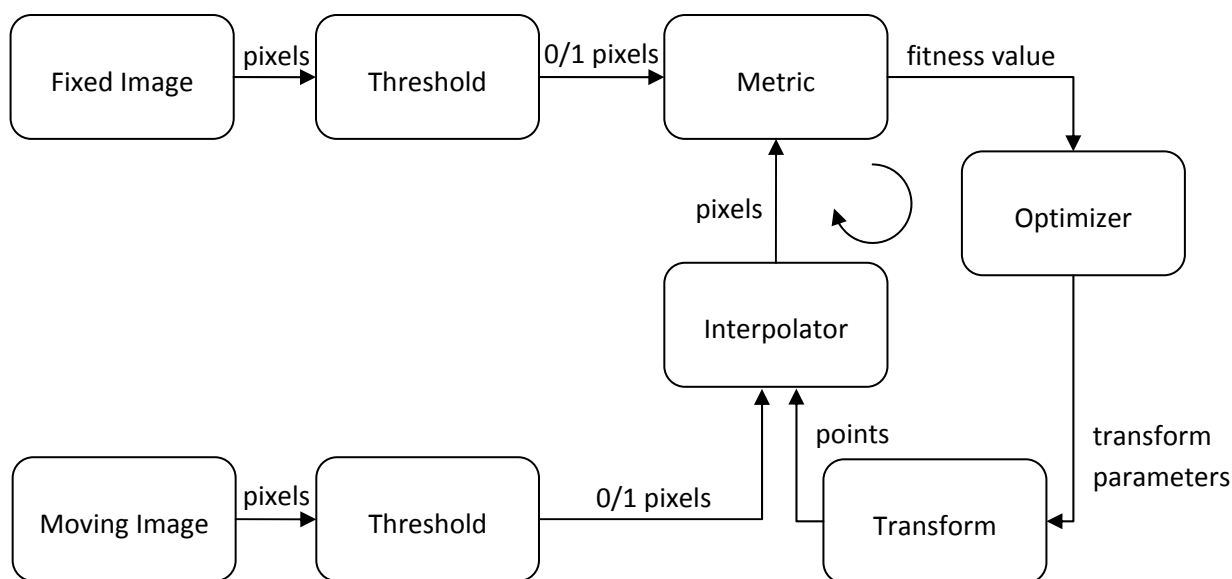 Fixed Image
pixels
Threshold
0/1 pixels
Metric
fitness value
Optimizer
pixels
Interpolator
points
transform
parameters
Moving Image
pixels
Threshold
0/1 pixels
Transform